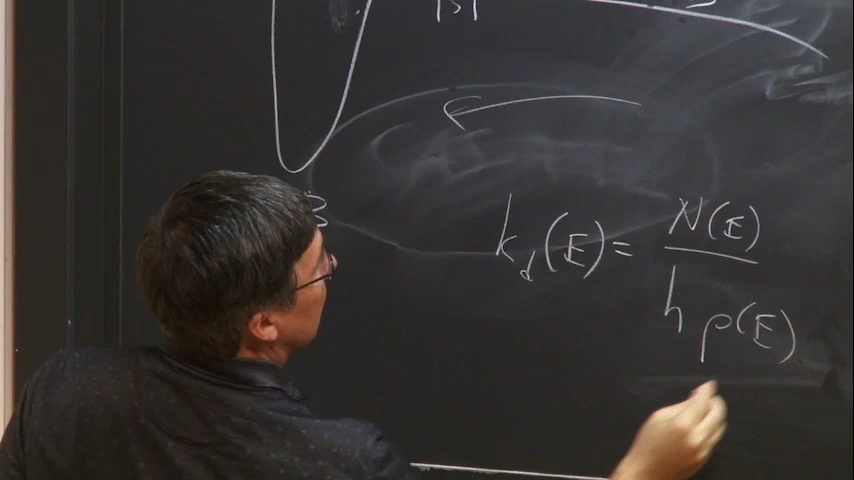 k_d(E) = N(E) / h ρ(E)